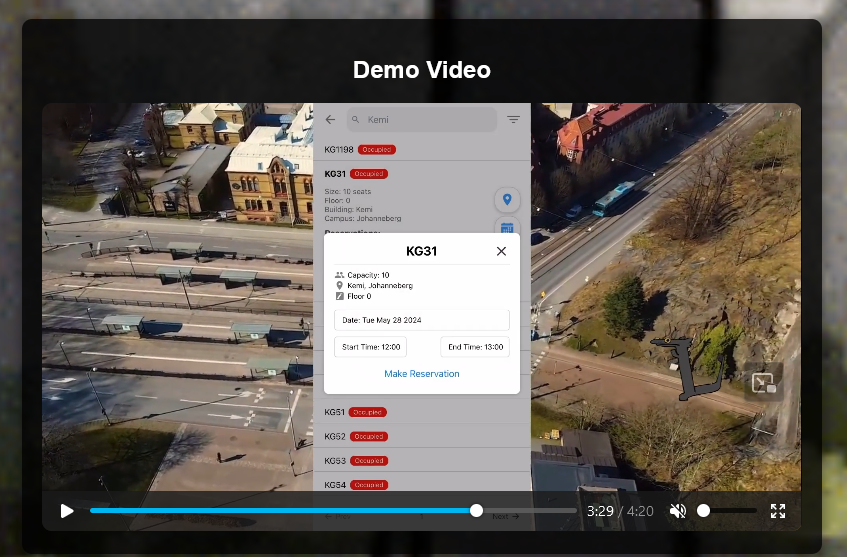 Demo Video
Kemi
KG1198 Occupied
KG31 Occupied
Size: 10 seats
Floor: 0
Building: Kemi
Campus: Johanneberg
Reservations:
KG31
Capacity: 10
Kemi, Johanneberg
Floor 0
Date: Tue May 28 2024
Start Time: 12:00 End Time: 13:00
Make Reservation
KG51 Occupied
KG52 Occupied
KG53 Occupied
KG54 Occupied
Next
3:29 / 4:20